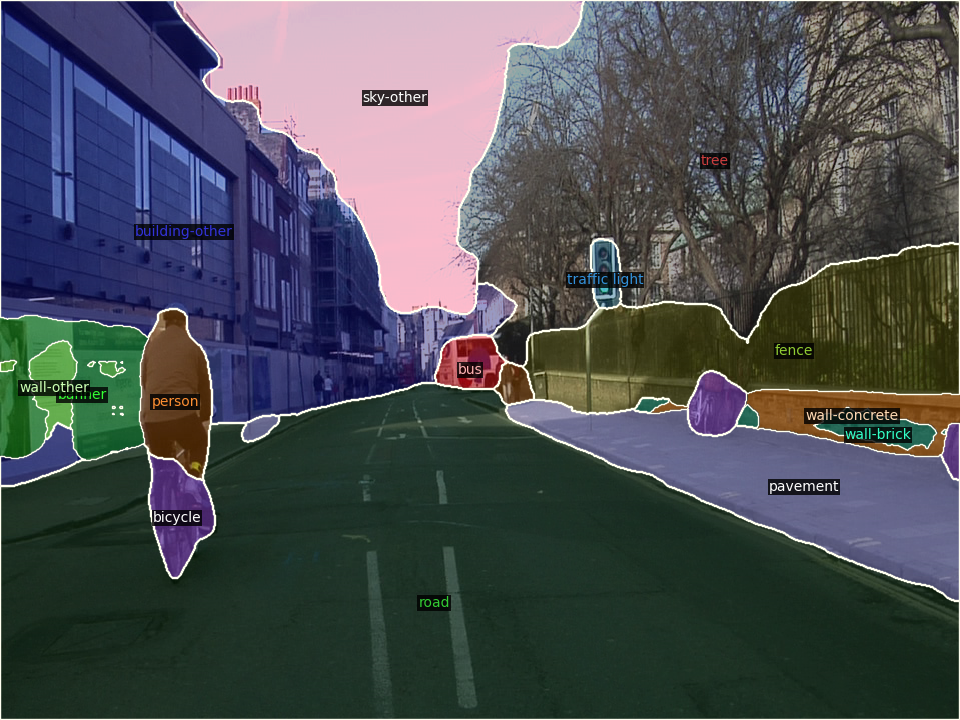 sky-other
tree
building-other
traffic light
fence
bus
wall-other
banner
person
wall-concrete
wall-brick
pavement
bicycle
road